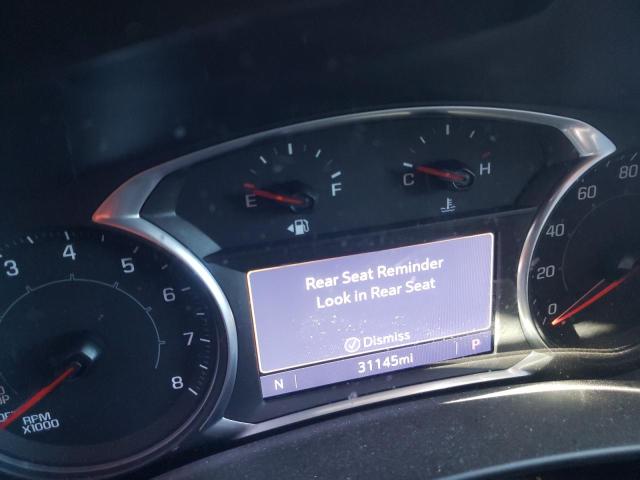 E F
C H
3 4 5 6 7 8
RPM
X1000
Rear Seat Reminder
Look in Rear Seat
Dismiss
N 31145mi P
0 20 40 60 80